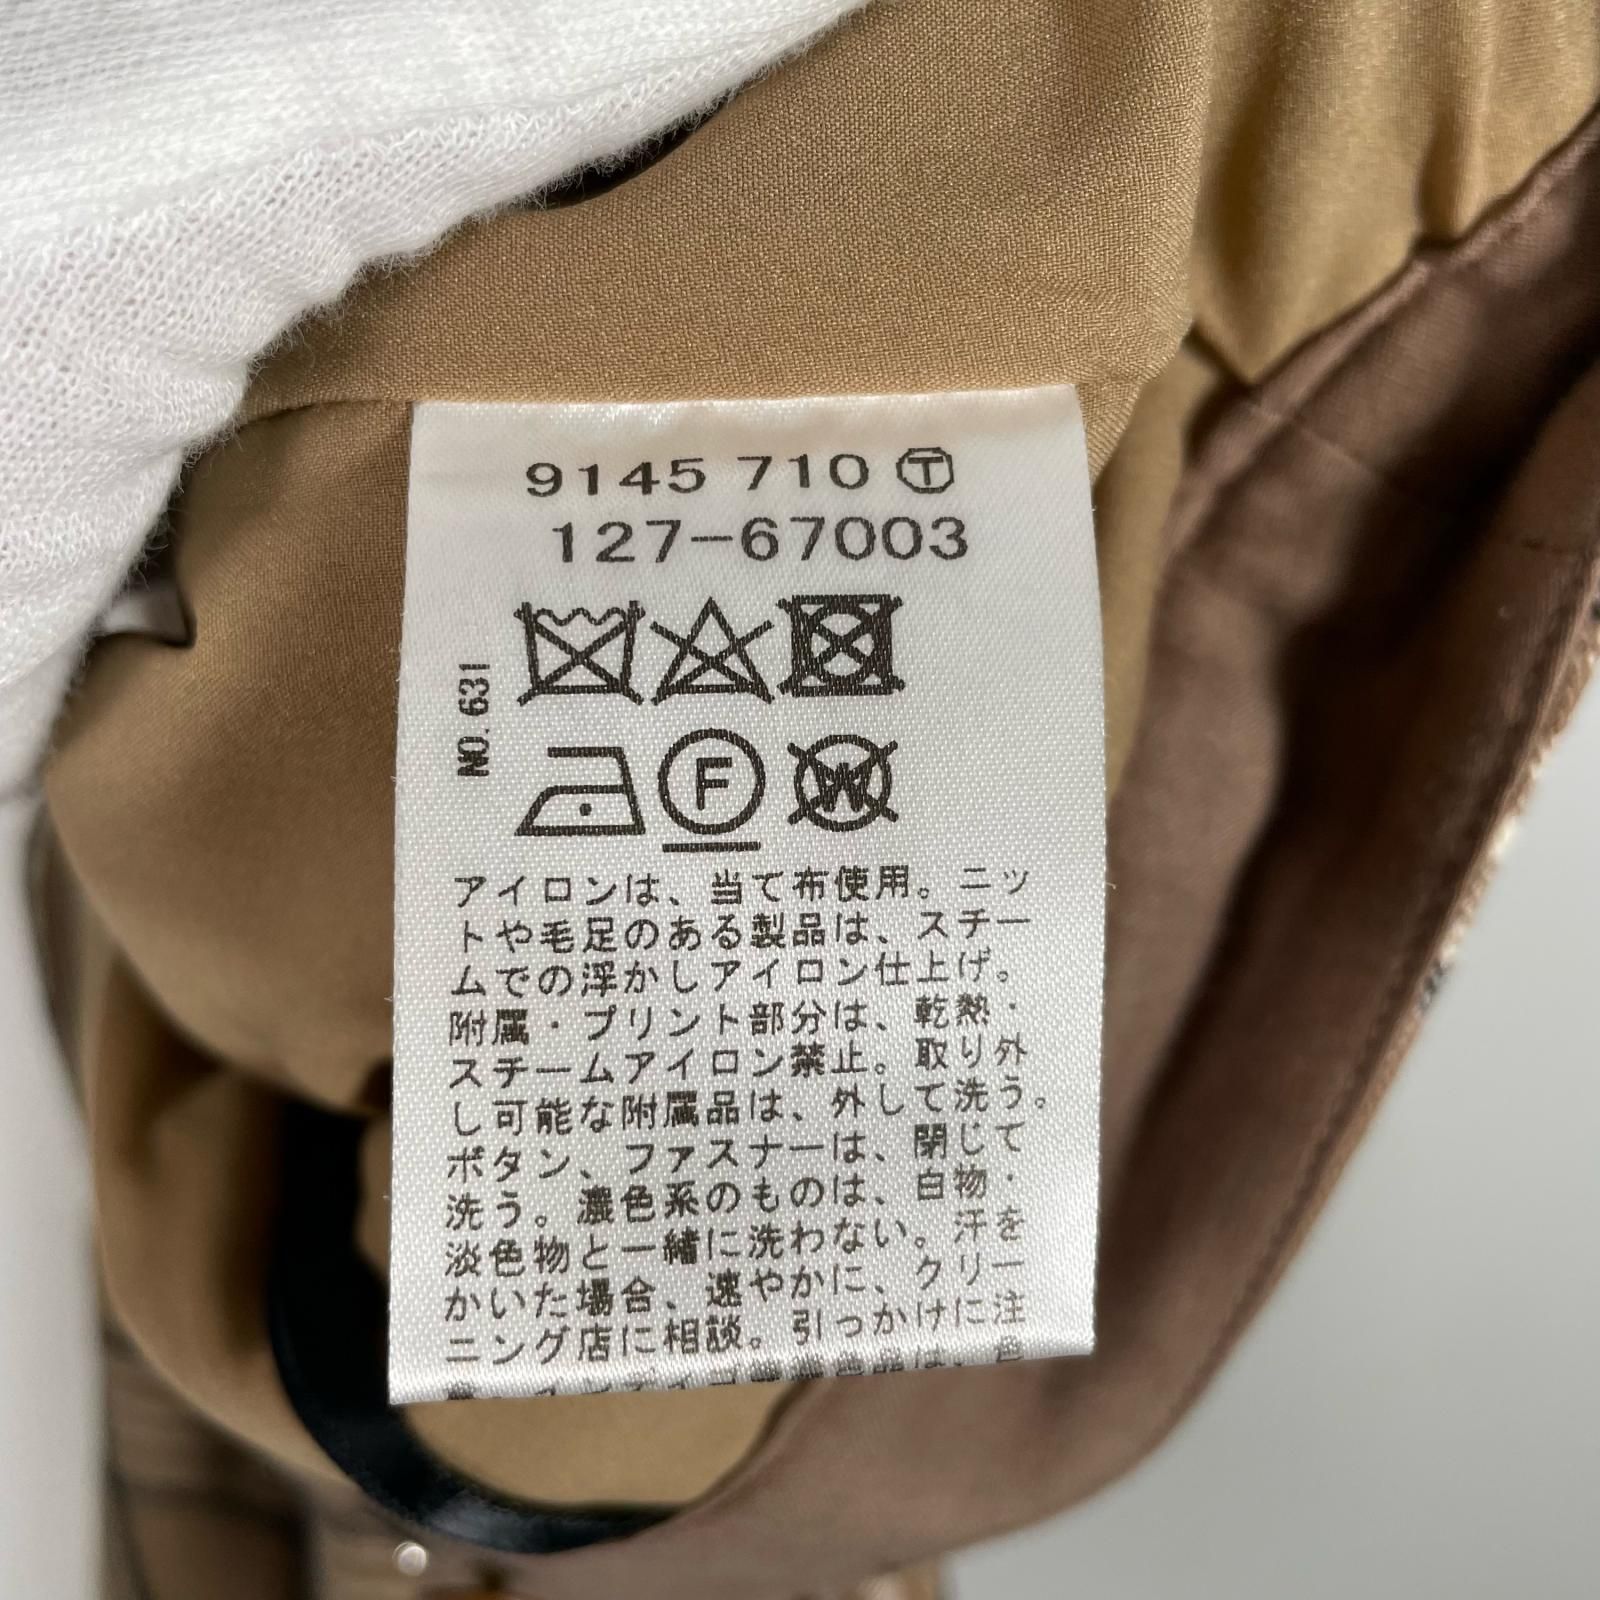 9145 710 Ⓣ
127-67003
NO. 631
F
W
アイロンは、当て布使用。ニッ
トや毛足のある製品は、スチー
ムでの浮かしアイロン仕上げ。
附属・プリント部分は、乾熱・
スチームアイロン禁止。取り外
し可能な附属品は、外して洗う。
ボタン、ファスナーは、閉じて
洗う。濃色系のものは、白物・
淡色物と一緒に洗わない。汗を
かいた場合、速やかに、クリー
ニング店に相談。引っかけに注